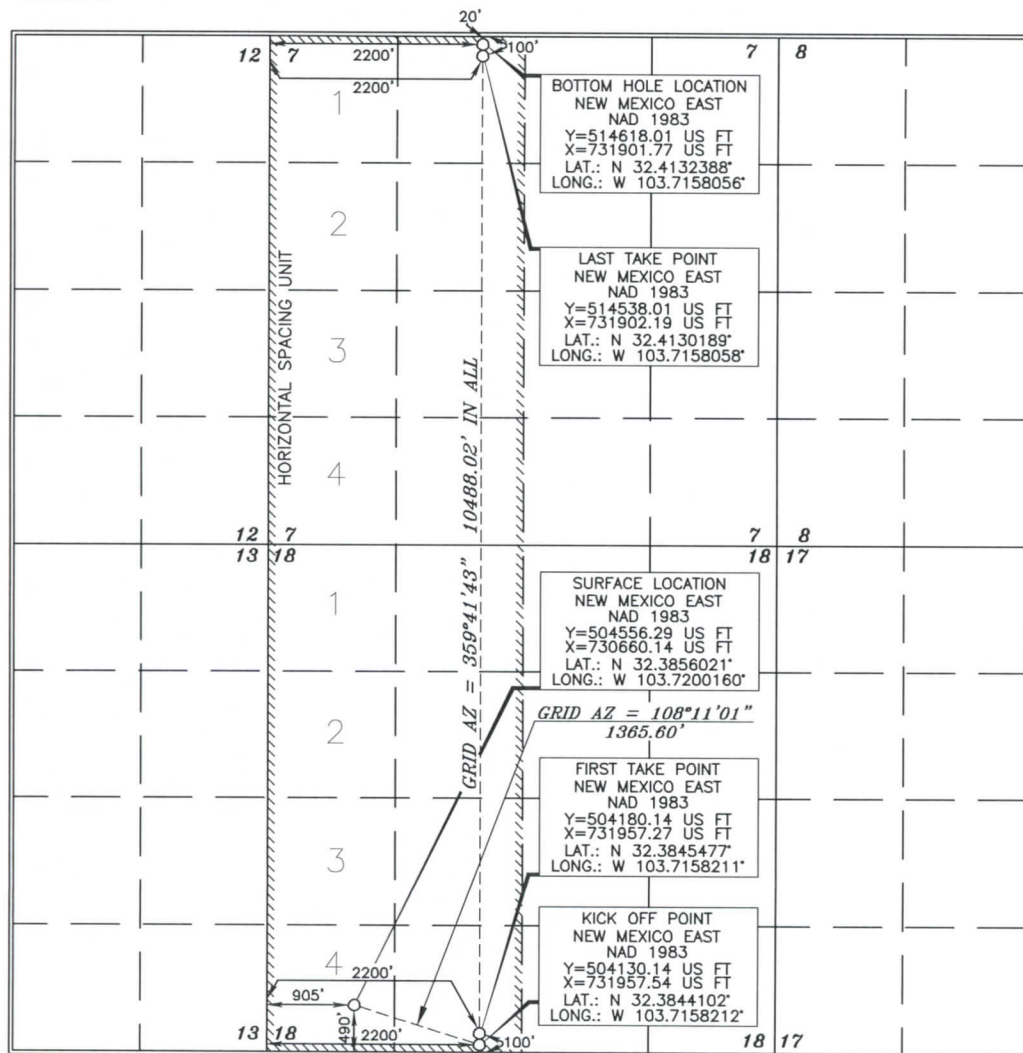 20'
12 7
2200'
100'
7 8
2200'
1
BOTTOM HOLE LOCATION
NEW MEXICO EAST
NAD 1983
Y=514618.01 US FT
X=731901.77 US FT
LAT.: N 32.4132388°
LONG.: W 103.7158056°
2
LAST TAKE POINT
NEW MEXICO EAST
NAD 1983
Y=514538.01 US FT
X=731902.19 US FT
LAT.: N 32.4130189°
LONG.: W 103.7158058°
HORIZONTAL SPACING UNIT
3
GRID AZ = 359°41'43" 10488.02' IN ALL
4
12 7
7 8
13 18
18 17
1
SURFACE LOCATION
NEW MEXICO EAST
NAD 1983
Y=504556.29 US FT
X=730660.14 US FT
LAT.: N 32.3856021°
LONG.: W 103.7200160°
2
GRID AZ = 108°11'01"
1365.60'
FIRST TAKE POINT
NEW MEXICO EAST
NAD 1983
Y=504180.14 US FT
X=731957.27 US FT
LAT.: N 32.3845477°
LONG.: W 103.7158211°
3
KICK OFF POINT
NEW MEXICO EAST
NAD 1983
Y=504130.14 US FT
X=731957.54 US FT
LAT.: N 32.3844102°
LONG.: W 103.7158212°
4
2200'
905'
490'
13 18
2200'
100'
18 17